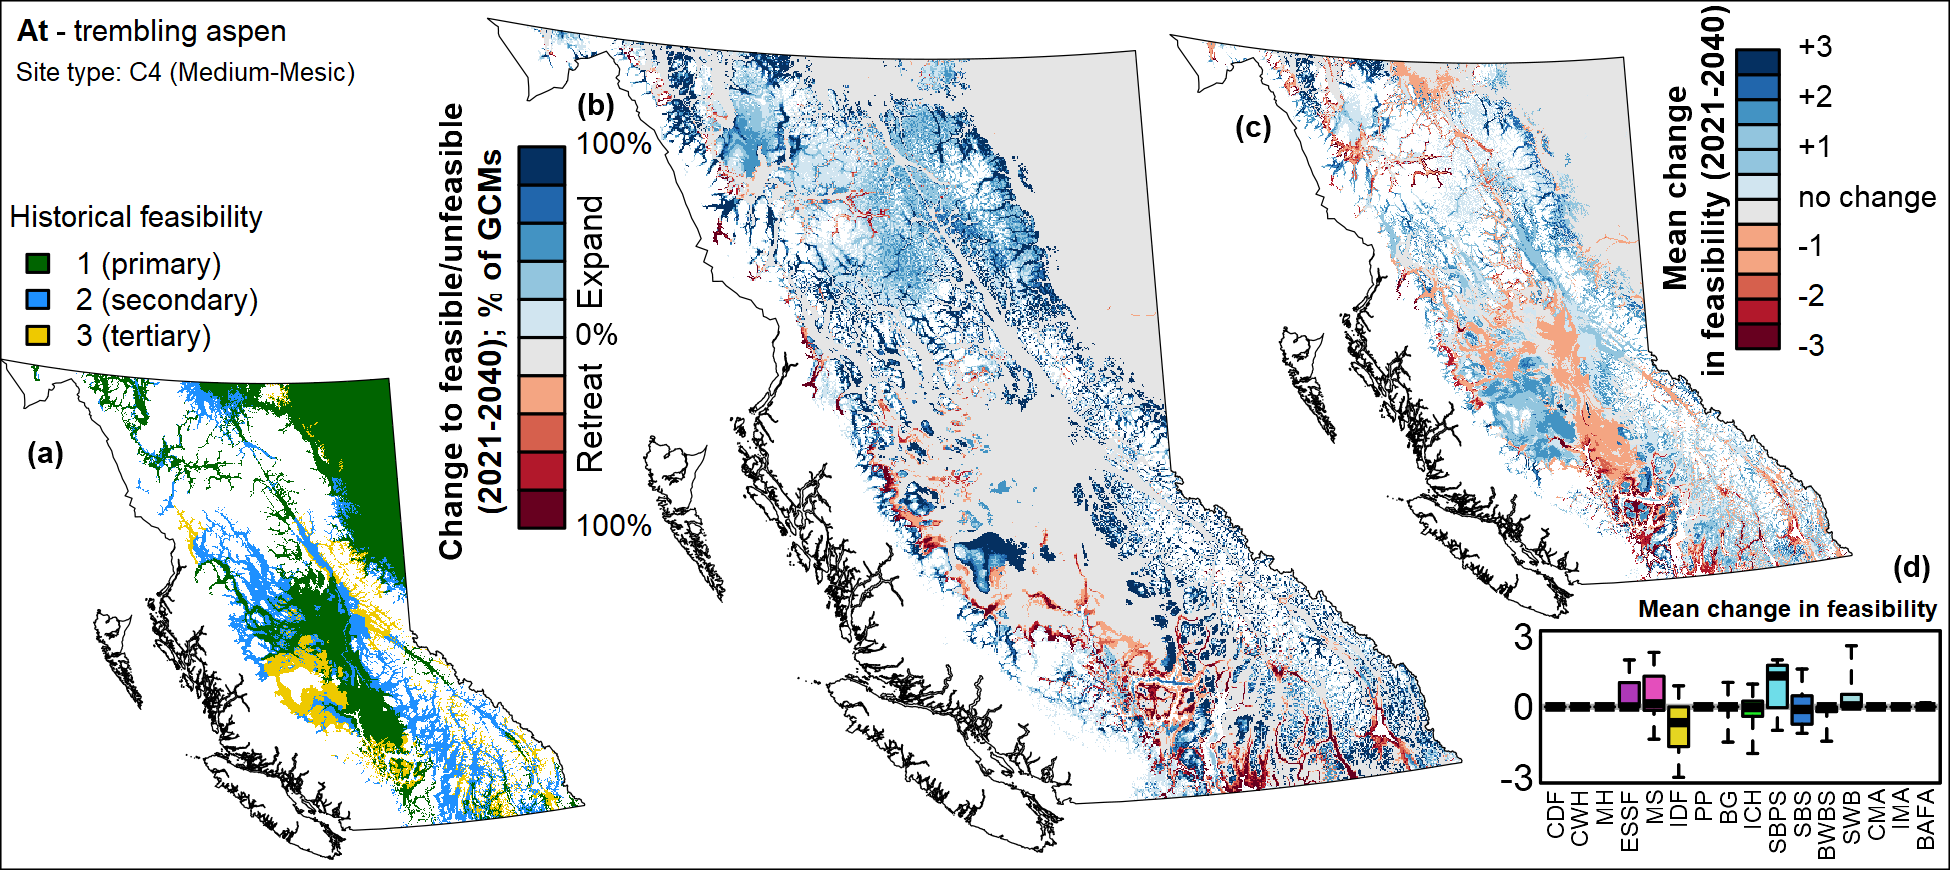 At - trembling aspen
Site type: C4 (Medium-Mesic)
Historical feasibility
1 (primary)
2 (secondary)
3 (tertiary)
(a)
Change to feasible/unfeasible
(2021-2040); % of GCMs
100%
Expand
0%
Retreat
100%
(b)
(c)
Mean change
in feasibility (2021-2040)
+3
+2
+1
no change
-1
-2
-3
(d)
Mean change in feasibility
3
0
-3
CDF
CWH
MH
ESSF
MS
IDF
PP
BG
ICH
SBPS
SBS
BWBS
SWB
CMA
IMA
BAFA